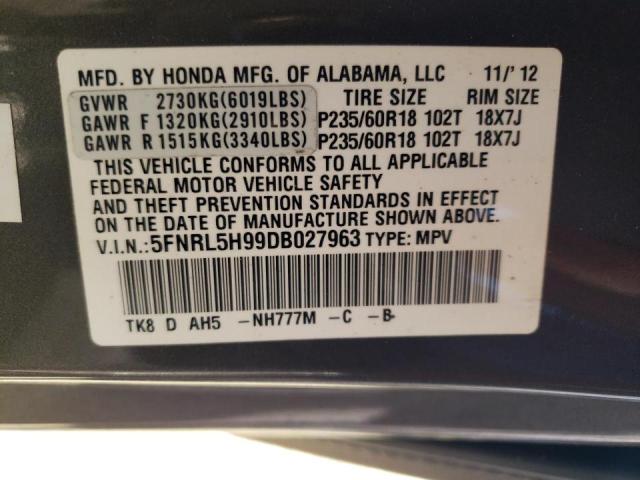 MFD. BY HONDA MFG. OF ALABAMA, LLC 11/'12
GVWR 2730KG(6019LBS) TIRE SIZE RIM SIZE
GAWR F 1320KG(2910LBS) P235/60R18 102T 18X7J
GAWR R 1515KG(3340LBS) P235/60R18 102T 18X7J
THIS VEHICLE CONFORMS TO ALL APPLICABLE
FEDERAL MOTOR VEHICLE SAFETY
AND THEFT PREVENTION STANDARDS IN EFFECT
ON THE DATE OF MANUFACTURE SHOWN ABOVE.
V.I.N.:5FNRL5H99DB027963 TYPE: MPV
TK8 D AH5 -NH777M -C -B-